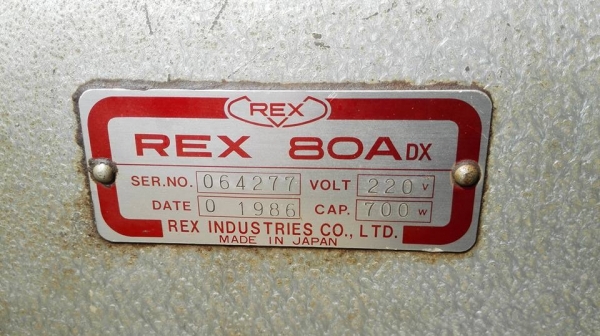 REX
REX 80A DX
SER.NO. 064277 VOLT 220 V
DATE 0 1986 CAP. 700 W
REX INDUSTRIES CO., LTD.
MADE IN JAPAN